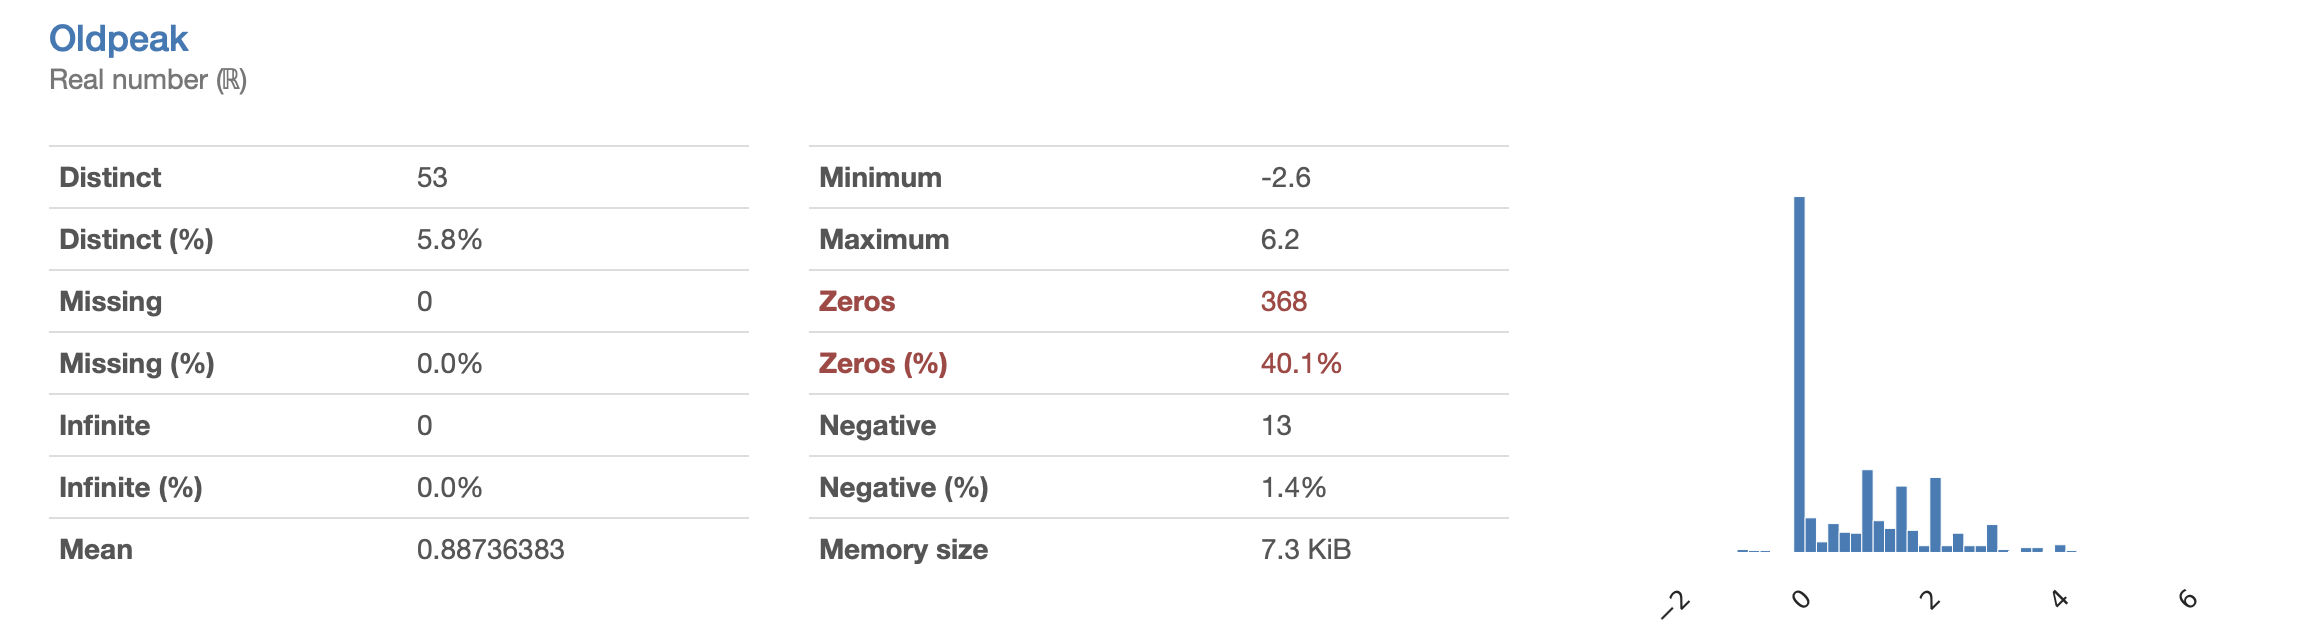 Oldpeak
Real number (ℝ)
Distinct 53
Distinct (%) 5.8%
Missing 0
Missing (%) 0.0%
Infinite 0
Infinite (%) 0.0%
Mean 0.88736383
Minimum -2.6
Maximum 6.2
Zeros 368
Zeros (%) 40.1%
Negative 13
Negative (%) 1.4%
Memory size 7.3 KiB
−2 0 2 4 6